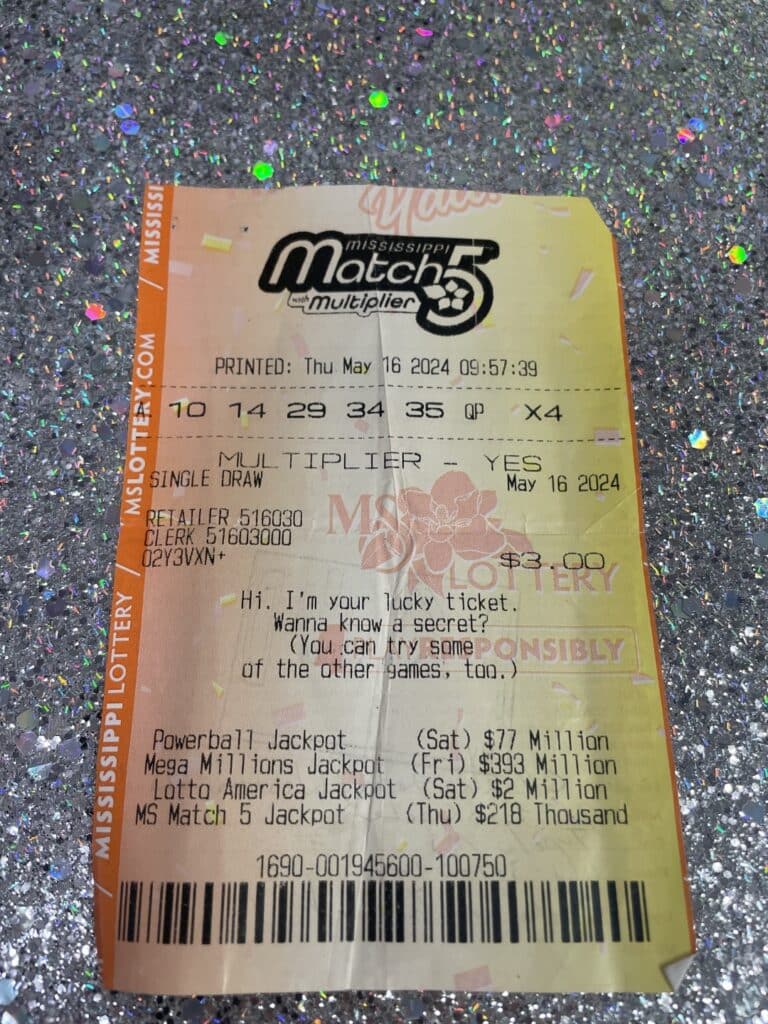 MISSISSIPPI
Match 5
with Multiplier
PRINTED: Thu May 16 2024 09:57:39
A 10 14 29 34 35 QP X4
MULTIPLIER - YES
SINGLE DRAW May 16 2024
RETAILER 516030
CLERK 51603000
02Y3VXN+
$3.00
MS
LOTTERY
Hi. I'm your lucky ticket.
Wanna know a secret?
(You can try some
of the other games, too.)
RESPONSIBLY
Powerball Jackpot (Sat) $77 Million
Mega Millions Jackpot (Fri) $393 Million
Lotto America Jackpot (Sat) $2 Million
MS Match 5 Jackpot (Thu) $218 Thousand
1690-001945600-100750
MISSISSIPPI LOTTERY / MSLOTTERY.COM / MISSISSI